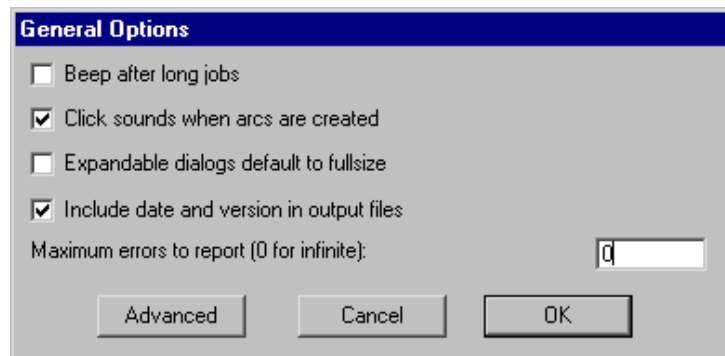 General Options
Beep after long jobs
Click sounds when arcs are created
Expandable dialogs default to fullsize
Include date and version in output files
Maximum errors to report (0 for infinite): 0
Advanced Cancel OK